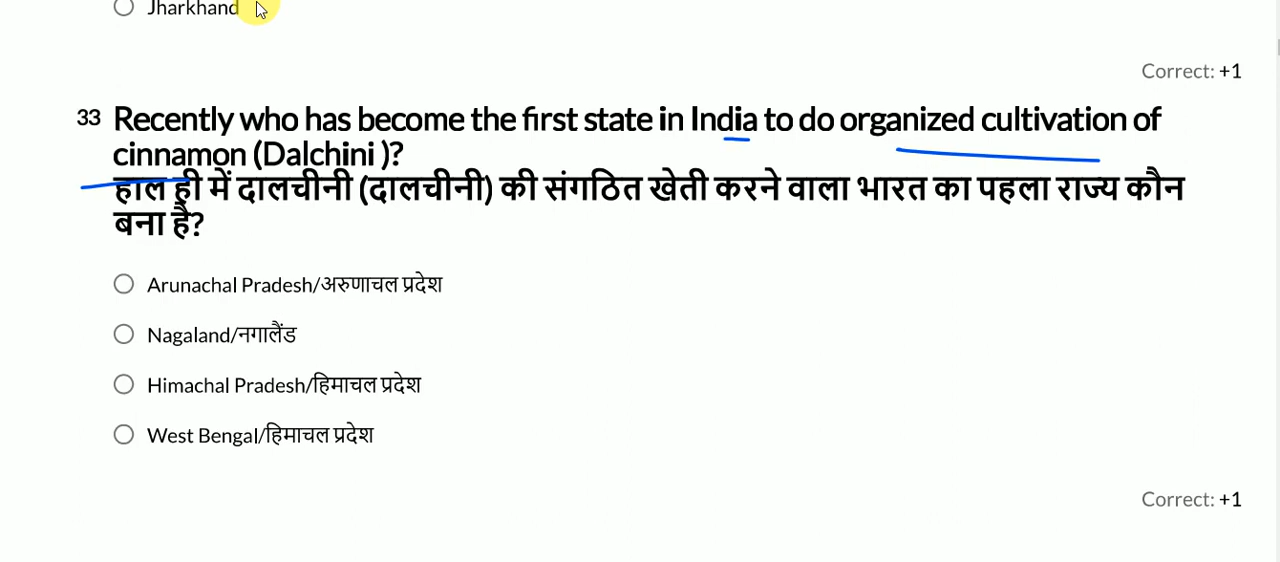 Jharkhand
Correct: +1
33 Recently who has become the first state in India to do organized cultivation of
cinnamon (Dalchini )?
हाल ही में दालचीनी (दालचीनी) की संगठित खेती करने वाला भारत का पहला राज्य कौन
बना है?
Arunachal Pradesh/अरुणाचल प्रदेश
Nagaland/नगालैंड
Himachal Pradesh/हिमाचल प्रदेश
West Bengal/हिमाचल प्रदेश
Correct: +1